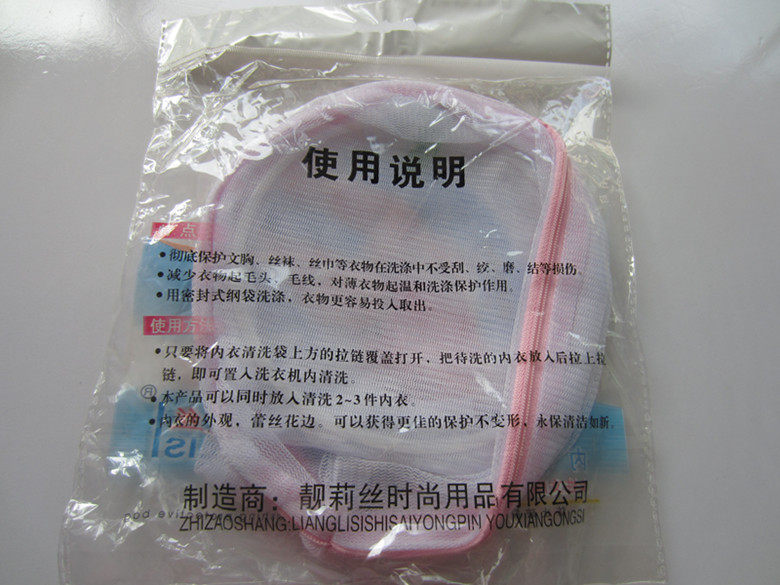 使用说明
特点
•彻底保护文胸、丝袜、丝巾等衣物在洗涤中不受刮、绞、磨、结等损伤。
•减少衣物起毛头、毛线，对薄衣物起温和洗涤保护作用。
•用密封式纲袋洗涤，衣物更容易投入取出。
使用方法
•只要将内衣清洗袋上方的拉链覆盖打开，把待洗的内衣放入后拉上拉
链，即可置入洗衣机内清洗。
•本产品可以同时放入清洗2~3件内衣。
•内衣的外观，蕾丝花边。可以获得更佳的保护不变形，永保清洁如新。
制造商：靓莉丝时尚用品有限公司
ZHIZAOSHANG:LIANGLISISHISAIYONGPIN YOUXIANGONGSI